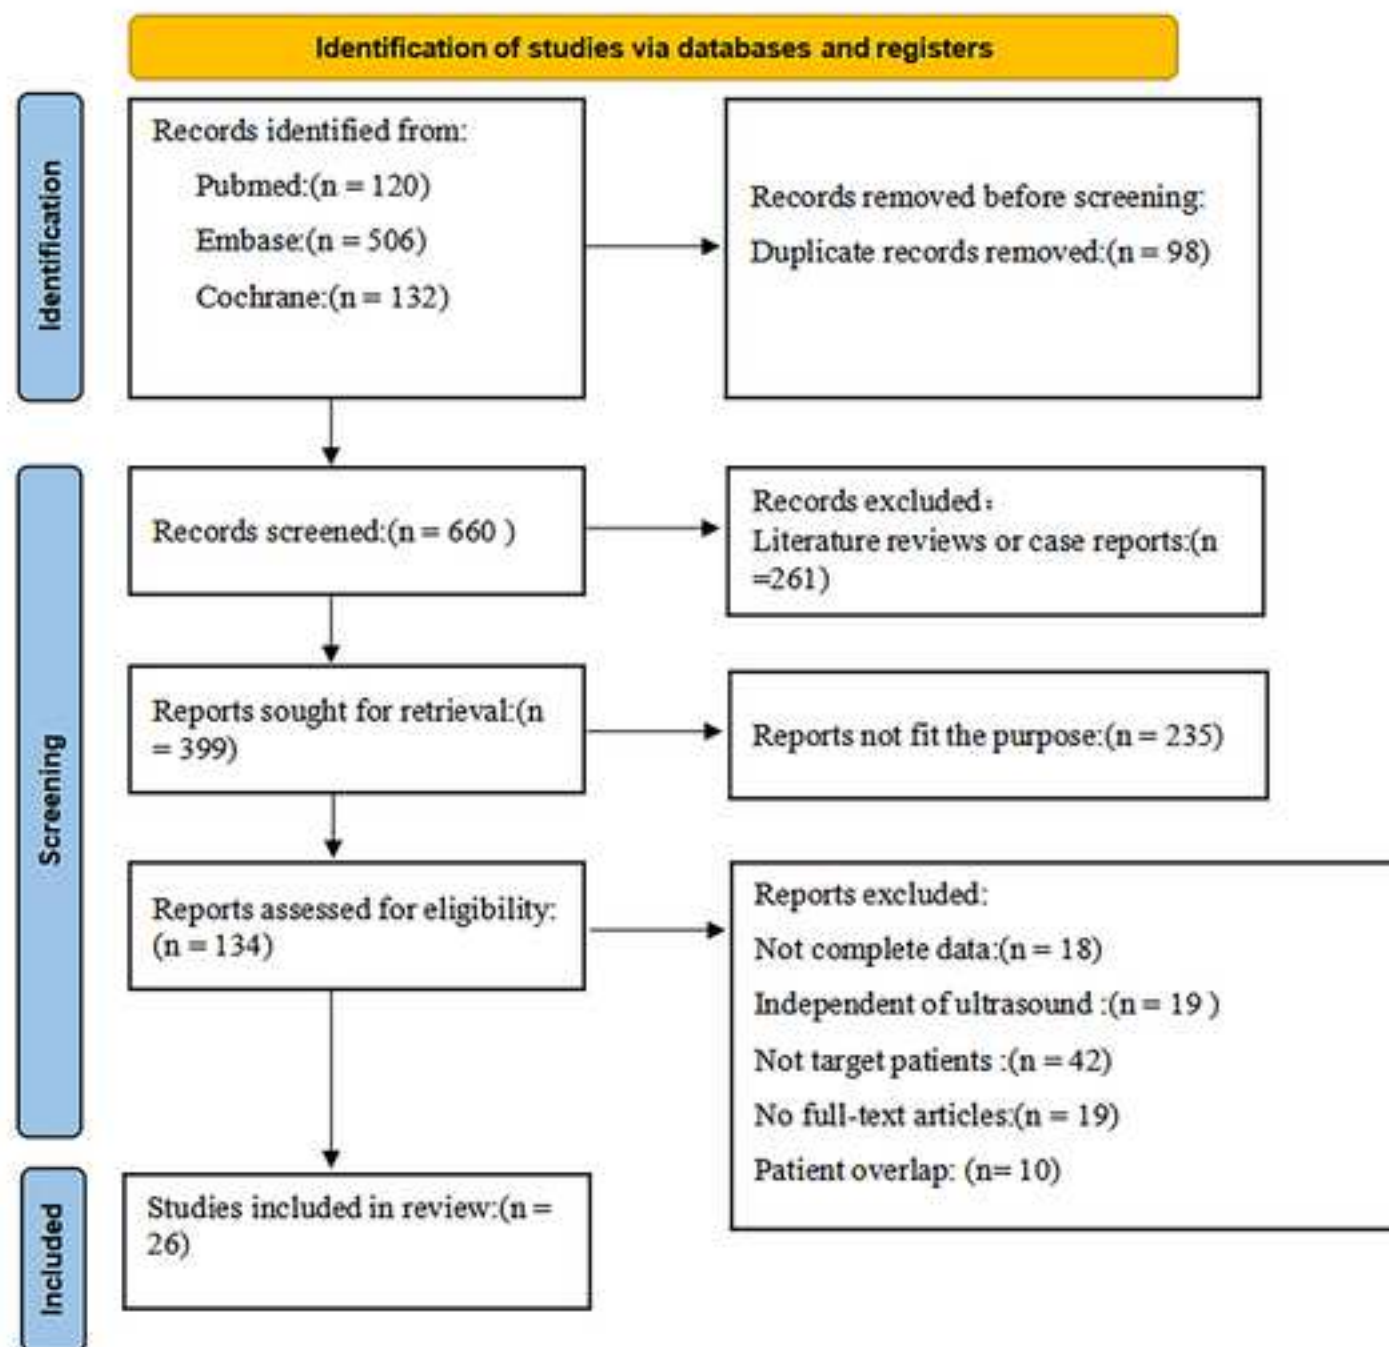 Identification of studies via databases and registers
Identification
Records identified from:
Pubmed:(n = 120)
Embase:(n = 506)
Cochrane:(n = 132)
Records removed before screening:
Duplicate records removed:(n = 98)
Screening
Records screened:(n = 660 )
Records excluded：
Literature reviews or case reports:(n
=261)
Reports sought for retrieval:(n
= 399)
Reports not fit the purpose:(n = 235)
Reports assessed for eligibility:
(n = 134)
Reports excluded:
Not complete data:(n = 18)
Independent of ultrasound :(n = 19 )
Not target patients :(n = 42)
No full-text articles:(n = 19)
Patient overlap: (n= 10)
Included
Studies included in review:(n =
26)